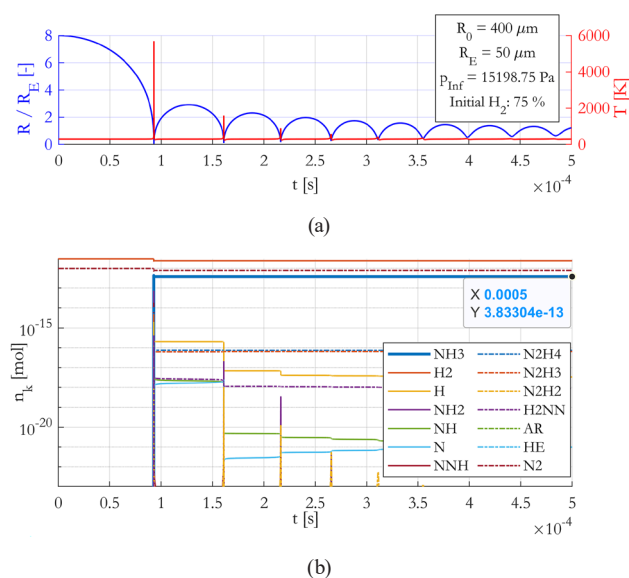 R₀ = 400 μm
R_E = 50 μm
p_Inf = 15198.75 Pa
Initial H₂: 75 %
R / R_E [-]
8
6
4
2
0
6000
4000
2000
0
T [K]
0 0.5 1 1.5 2 2.5 3 3.5 4 4.5 5
t [s]
×10⁻⁴
(a)
n_k [mol]
10⁻¹⁵
10⁻²⁰
X 0.0005
Y 3.83304e-13
NH3 N2H4
H2 N2H3
H N2H2
NH2 H2NN
NH AR
N HE
NNH N2
0 0.5 1 1.5 2 2.5 3 3.5 4 4.5 5
t [s]
×10⁻⁴
(b)